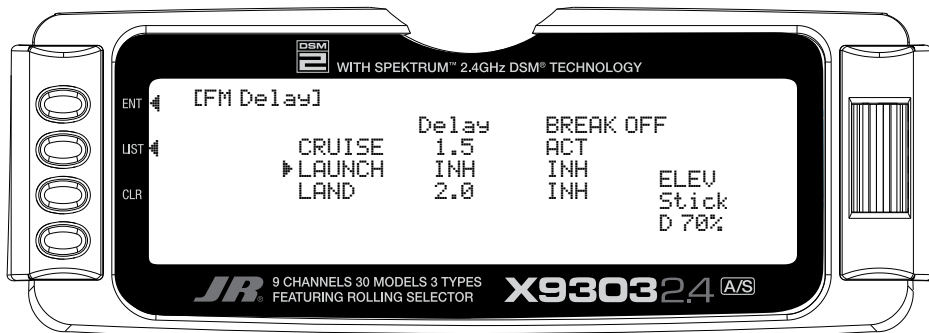 DSM
2
WITH SPEKTRUM™ 2.4GHz DSM® TECHNOLOGY
ENT
LIST
CLR
[FM Delay]
Delay BREAK OFF
CRUISE 1.5 ACT
LAUNCH INH INH
LAND 2.0 INH
ELEV
Stick
D 70%
JR®
9 CHANNELS 30 MODELS 3 TYPES
FEATURING ROLLING SELECTOR
X9303 2.4 A/S